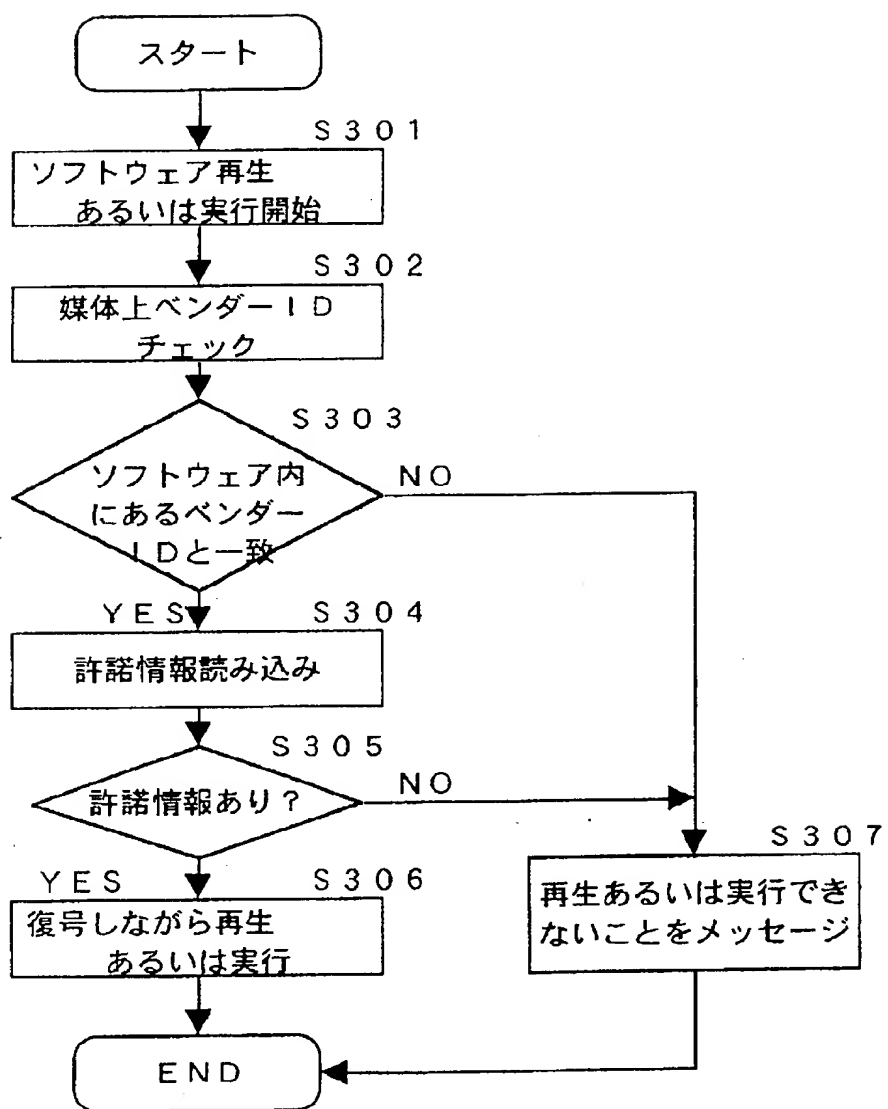 スタート
S301
ソフトウェア再生
あるいは実行開始
S302
媒体上ベンダーID
チェック
S303
ソフトウェア内
にあるベンダー
IDと一致
NO
YES
S304
許諾情報読み込み
S305
許諾情報あり?
NO
S307
再生あるいは実行でき
ないことをメッセージ
YES
S306
復号しながら再生
あるいは実行
END